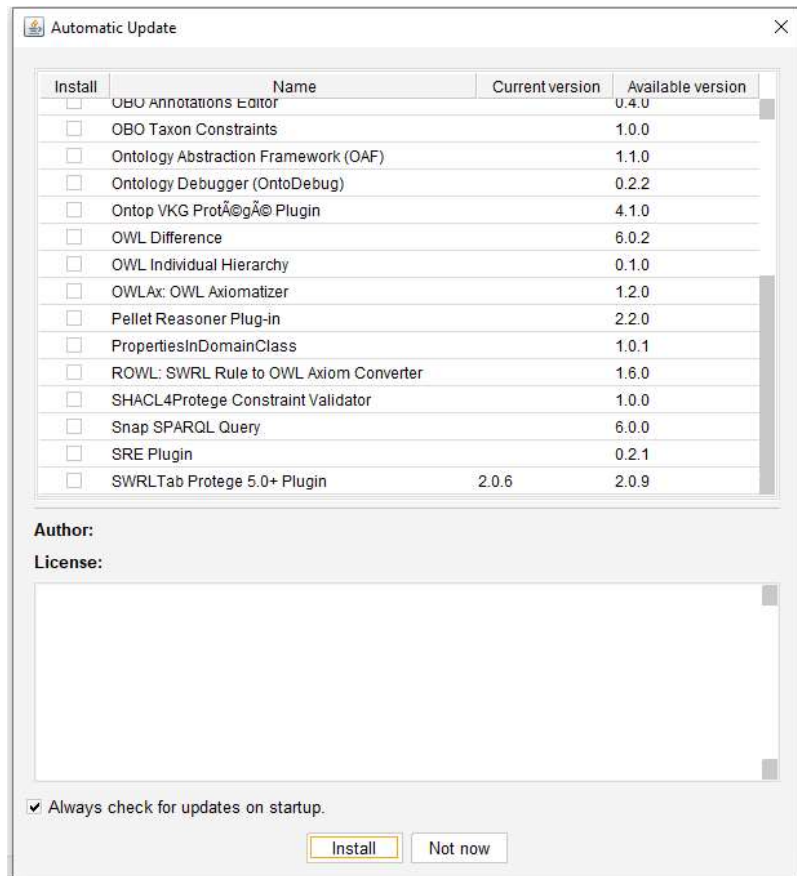 Automatic Update
Install Name Current version Available version
OBO Annotations Editor 0.4.0
OBO Taxon Constraints 1.0.0
Ontology Abstraction Framework (OAF) 1.1.0
Ontology Debugger (OntoDebug) 0.2.2
Ontop VKG ProtÃ©gÃ© Plugin 4.1.0
OWL Difference 6.0.2
OWL Individual Hierarchy 0.1.0
OWLAx: OWL Axiomatizer 1.2.0
Pellet Reasoner Plug-in 2.2.0
PropertiesInDomainClass 1.0.1
ROWL: SWRL Rule to OWL Axiom Converter 1.6.0
SHACL4Protege Constraint Validator 1.0.0
Snap SPARQL Query 6.0.0
SRE Plugin 0.2.1
SWRLTab Protege 5.0+ Plugin 2.0.6 2.0.9
Author:
License:
Always check for updates on startup.
Install Not now